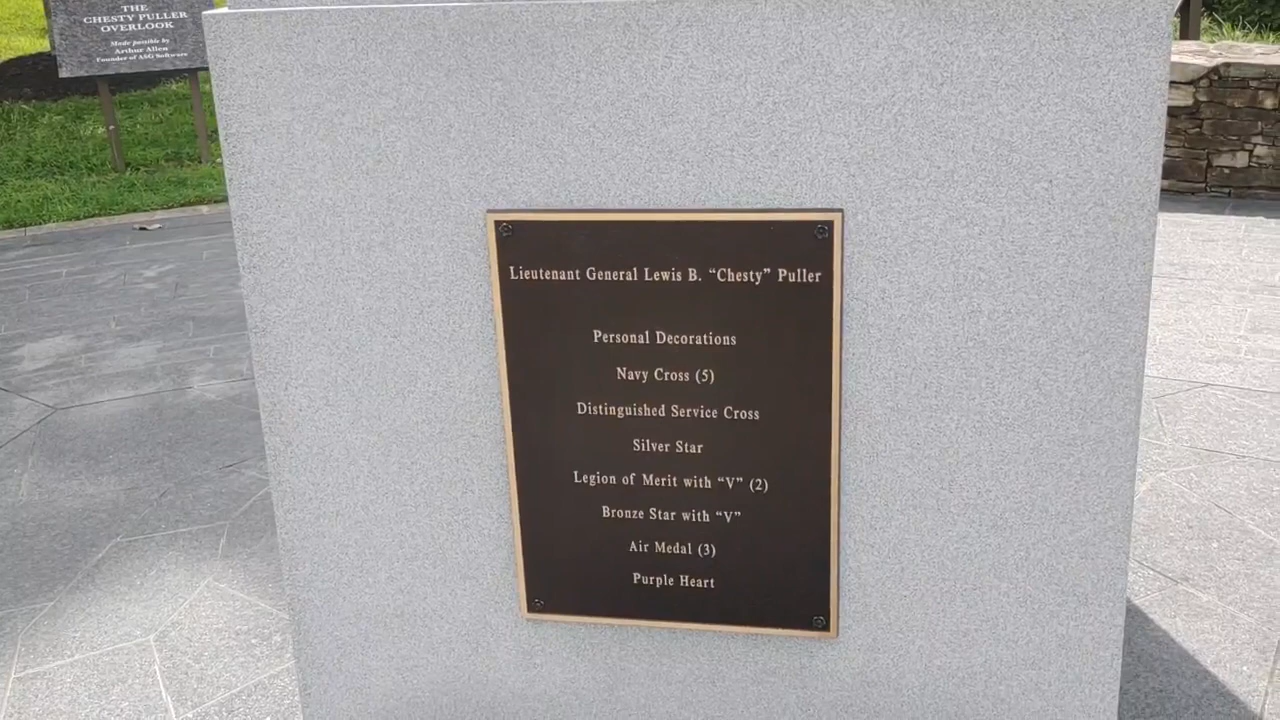 THE
CHESTY PULLER
OVERLOOK
Made possible by
Arthur Allen
Founder of ASG Software
Lieutenant General Lewis B. “Chesty” Puller
Personal Decorations
Navy Cross (5)
Distinguished Service Cross
Silver Star
Legion of Merit with “V” (2)
Bronze Star with “V”
Air Medal (3)
Purple Heart